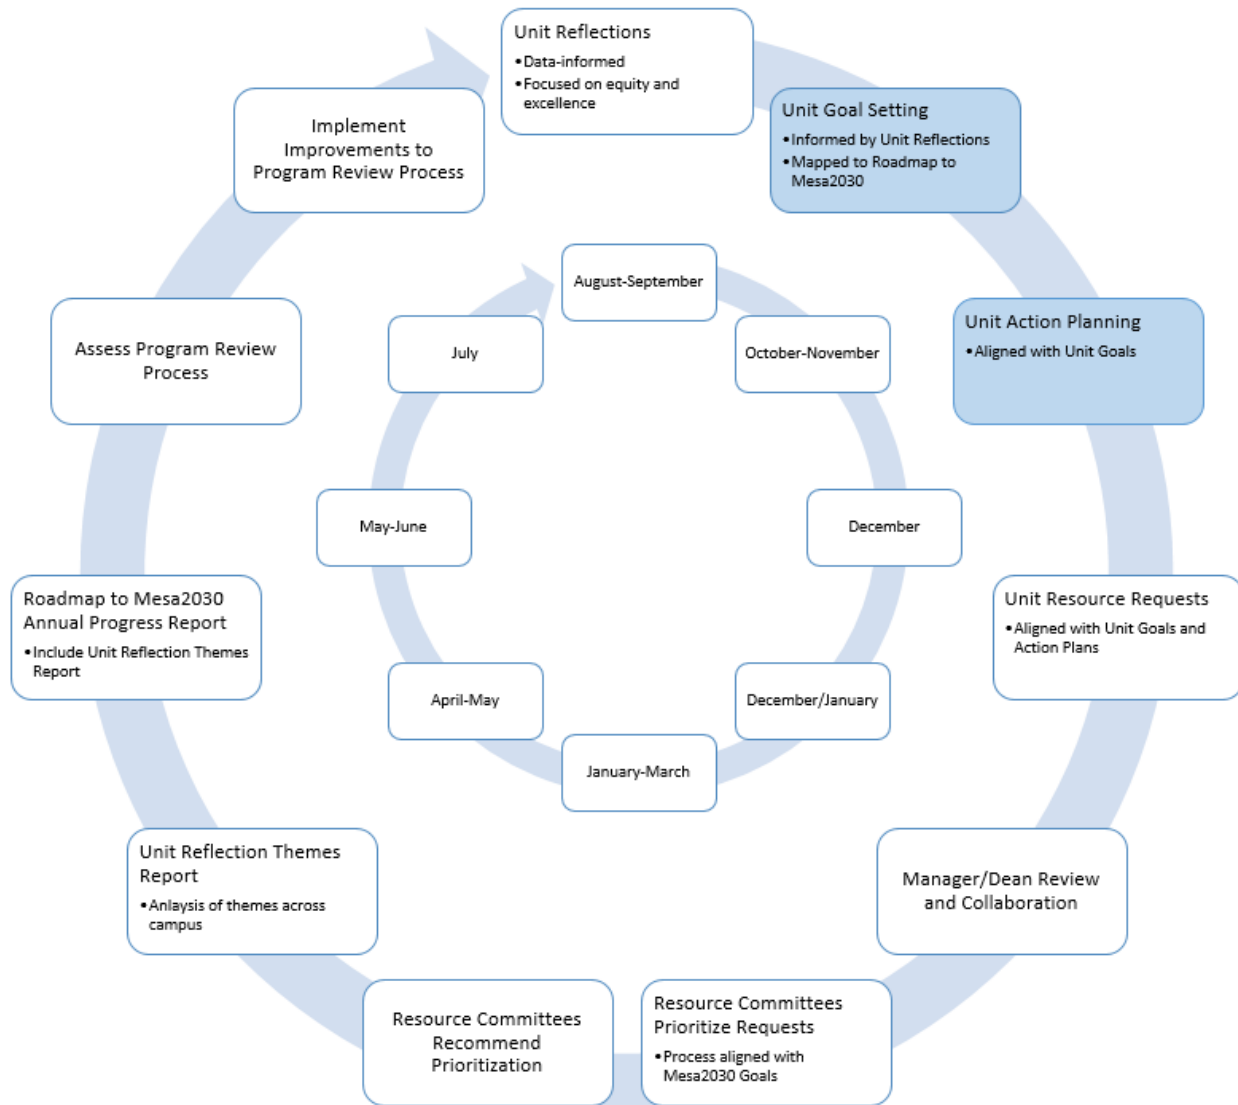 Unit Reflections
•Data-informed
•Focused on equity and
excellence
Unit Goal Setting
•Informed by Unit Reflections
•Mapped to Roadmap to
Mesa2030
Unit Action Planning
•Aligned with Unit Goals
Unit Resource Requests
•Aligned with Unit Goals and
Action Plans
Manager/Dean Review
and Collaboration
Resource Committees
Prioritize Requests
•Process aligned with
Mesa2030 Goals
Resource Committees
Recommend
Prioritization
Unit Reflection Themes
Report
•Anlaysis of themes across
campus
Roadmap to Mesa2030
Annual Progress Report
•Include Unit Reflection Themes
Report
Assess Program Review
Process
Implement
Improvements to
Program Review Process
August-September
October-November
December
December/January
January-March
April-May
May-June
July